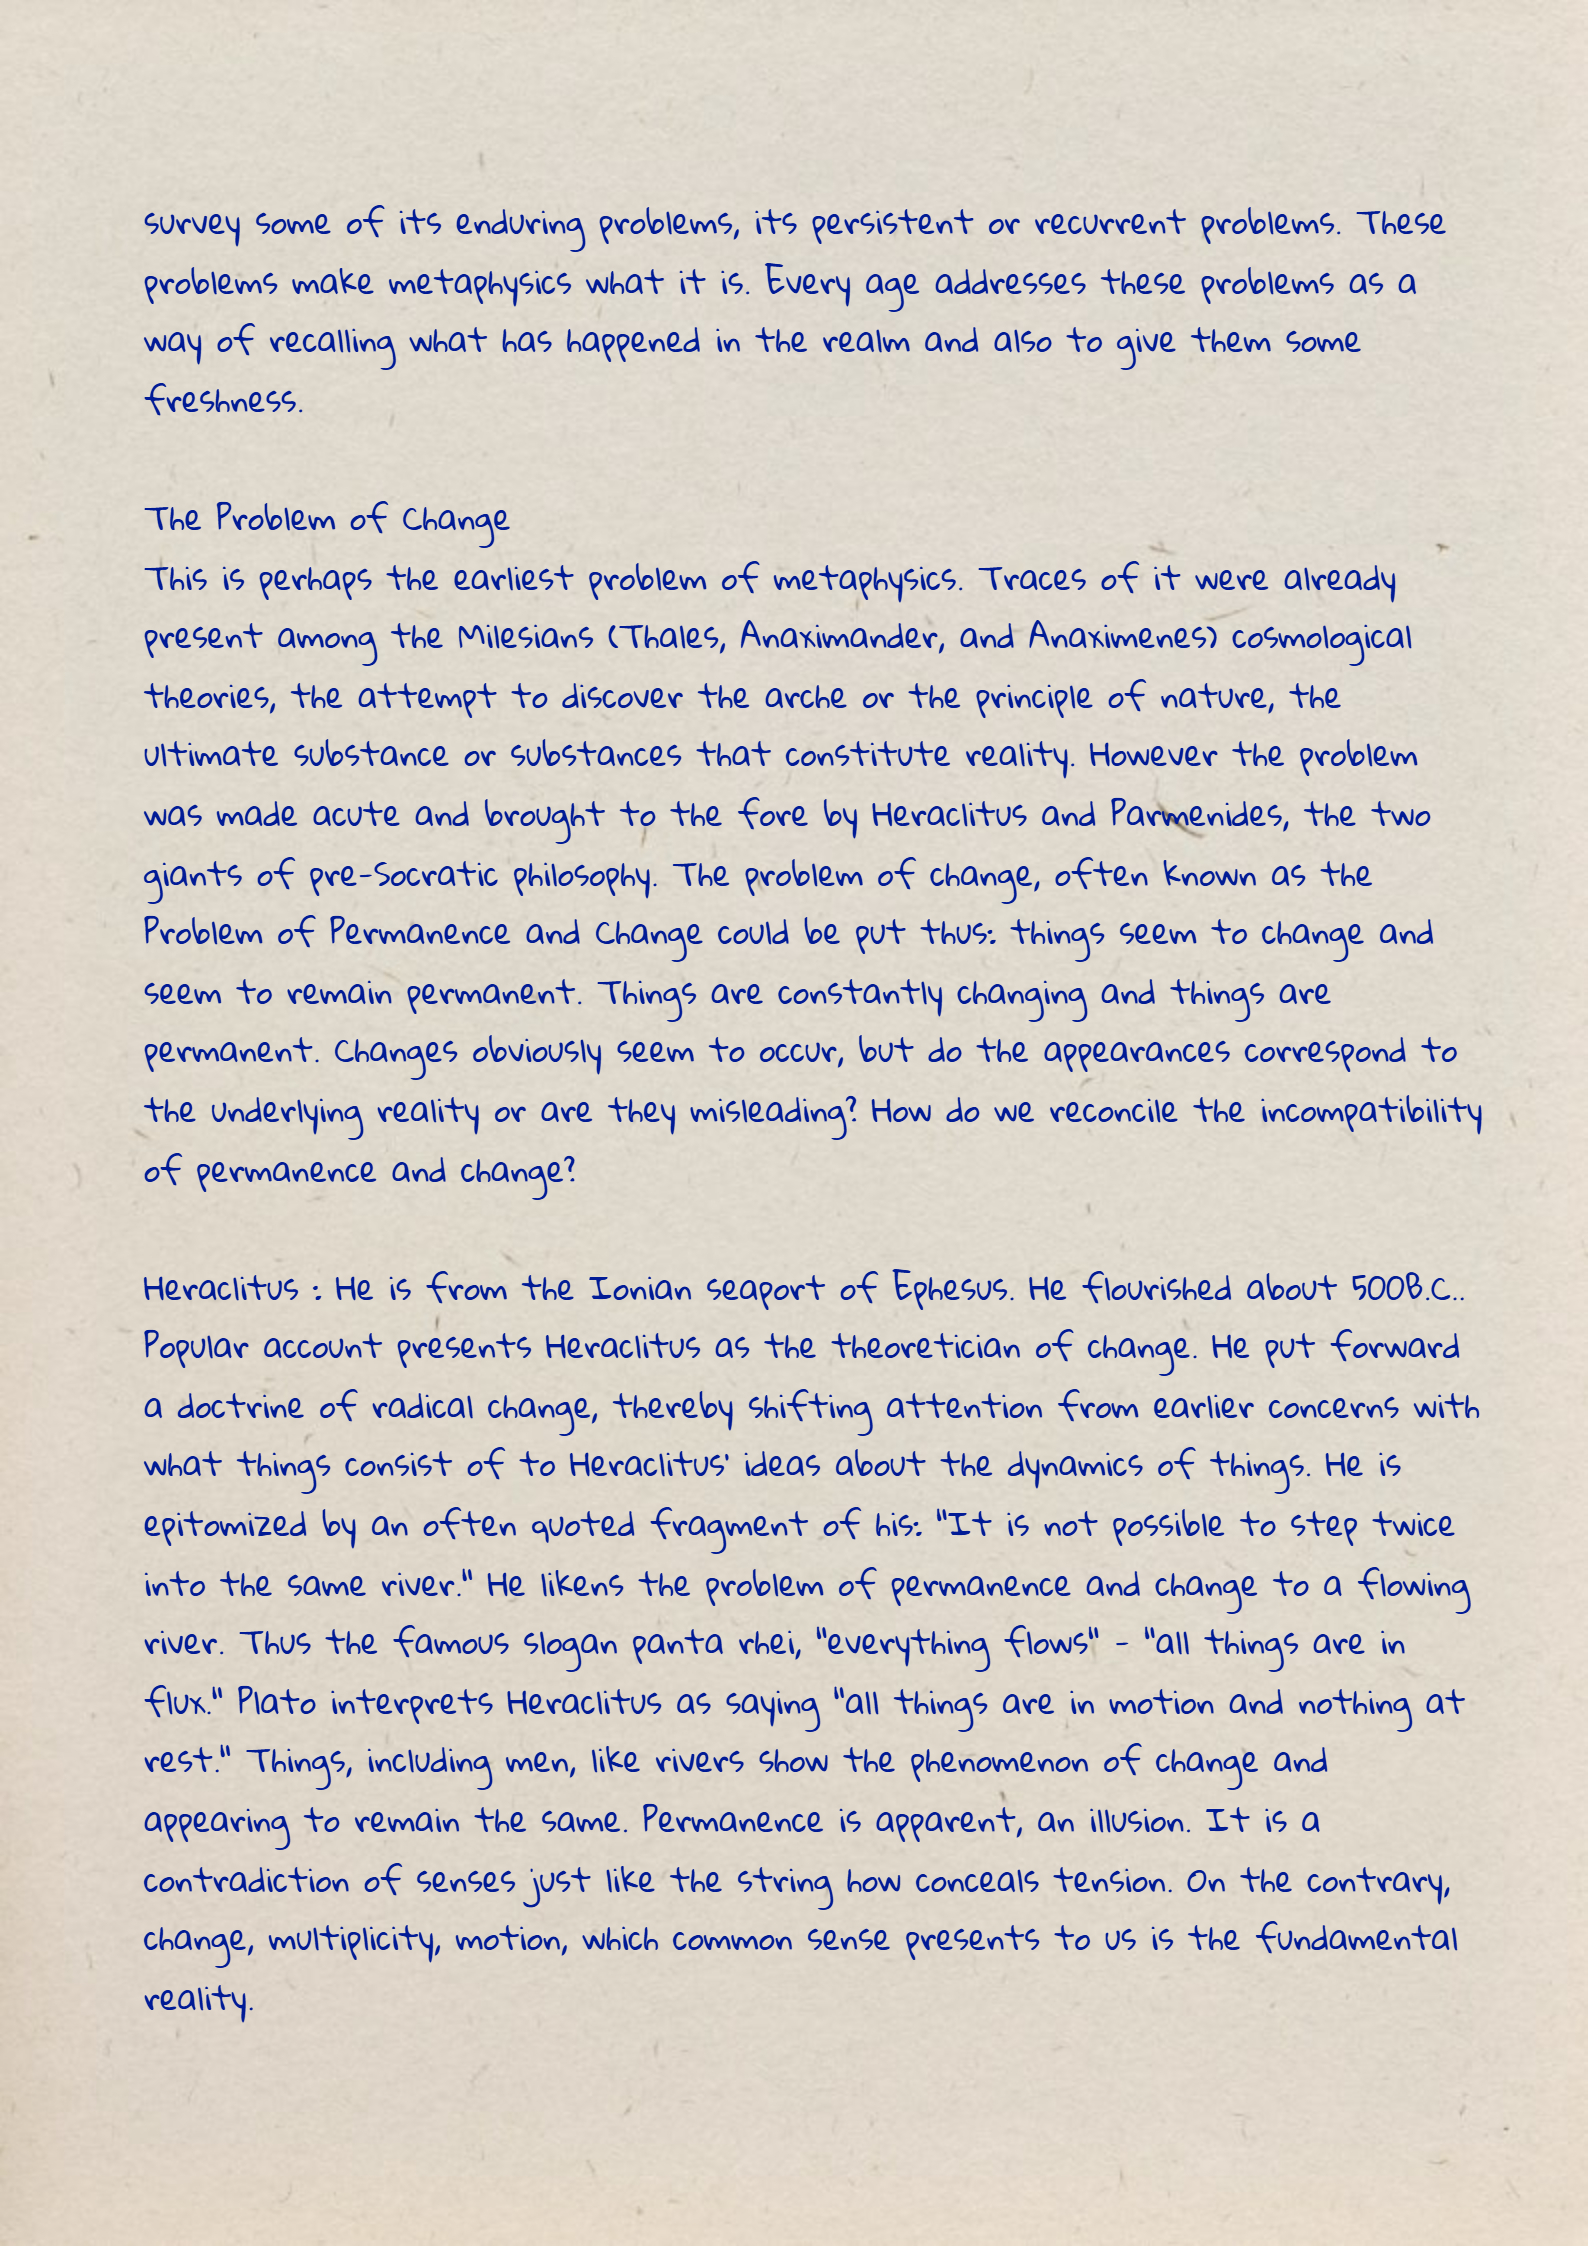 survey some of its enduring problems, its persistent or recurrent problems. These
problems make metaphysics what it is. Every age addresses these problems as a
way of recalling what has happened in the realm and also to give them some
freshness.
The Problem of Change
This is perhaps the earliest problem of metaphysics. Traces of it were already
present among the Milesians (Thales, Anaximander, and Anaximenes) cosmological
theories, the attempt to discover the arche or the principle of nature, the
ultimate substance or substances that constitute reality. However the problem
was made acute and brought to the fore by Heraclitus and Parmenides, the two
giants of pre-Socratic philosophy. The problem of change, often known as the
Problem of Permanence and Change could be put thus: things seem to change and
seem to remain permanent. Things are constantly changing and things are
permanent. Changes obviously seem to occur, but do the appearances correspond to
the underlying reality or are they misleading? How do we reconcile the incompatibility
of permanence and change?
Heraclitus : He is from the Ionian seaport of Ephesus. He flourished about 500B.C..
Popular account presents Heraclitus as the theoretician of change. He put forward
a doctrine of radical change, thereby shifting attention from earlier concerns with
what things consist of to Heraclitus' ideas about the dynamics of things. He is
epitomized by an often quoted fragment of his: "It is not possible to step twice
into the same river." He likens the problem of permanence and change to a flowing
river. Thus the famous slogan panta rhei, "everything flows" - "all things are in
flux." Plato interprets Heraclitus as saying "all things are in motion and nothing at
rest." Things, including men, like rivers show the phenomenon of change and
appearing to remain the same. Permanence is apparent, an illusion. It is a
contradiction of senses just like the string how conceals tension. On the contrary,
change, multiplicity, motion, which common sense presents to us is the fundamental
reality.